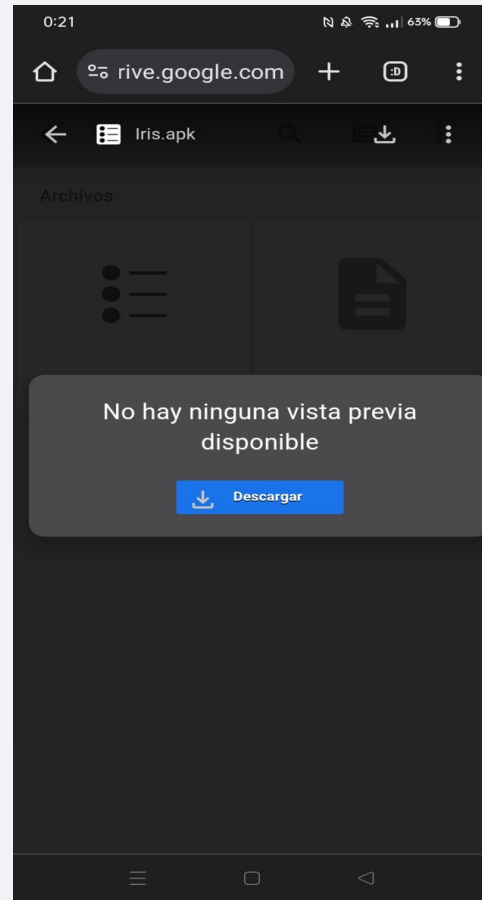 0:21
63%
rive.google.com
:D
Iris.apk
Archivos
No hay ninguna vista previa
disponible
Descargar